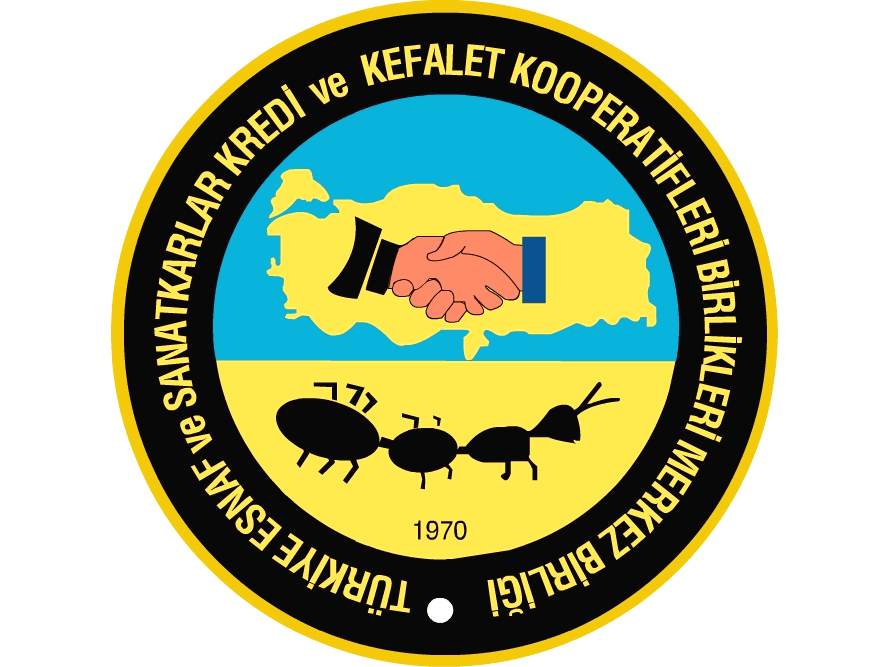 TÜRKİYE ESNAF ve SANATKARLAR KREDİ ve KEFALET KOOPERATİFLERİ BİRLİKLERİ MERKEZ BİRLİĞİ
1970